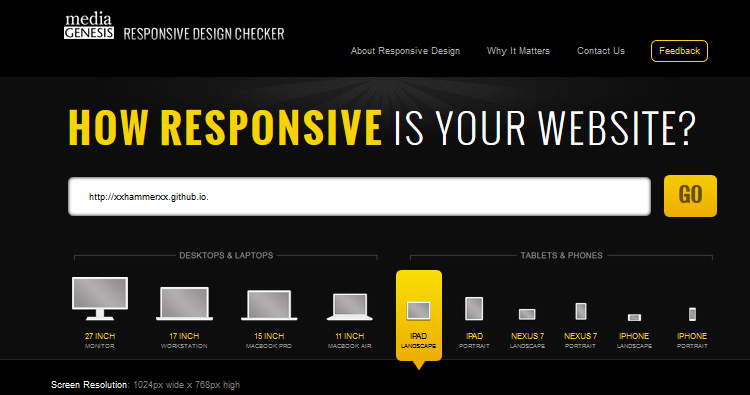 media
GENESIS RESPONSIVE DESIGN CHECKER
About Responsive Design Why It Matters Contact Us Feedback
HOW RESPONSIVE IS YOUR WEBSITE?
http://xxhammerxx.github.io. GO
DESKTOPS & LAPTOPS TABLETS & PHONES
27 INCH 17 INCH 15 INCH 11 INCH IPAD IPAD NEXUS 7 NEXUS 7 IPHONE IPHONE
MONITOR WORKSTATION MACBOOK PRO MACBOOK AIR LANDSCAPE PORTRAIT LANDSCAPE PORTRAIT LANDSCAPE PORTRAIT
Screen Resolution: 1024px wide x 768px high